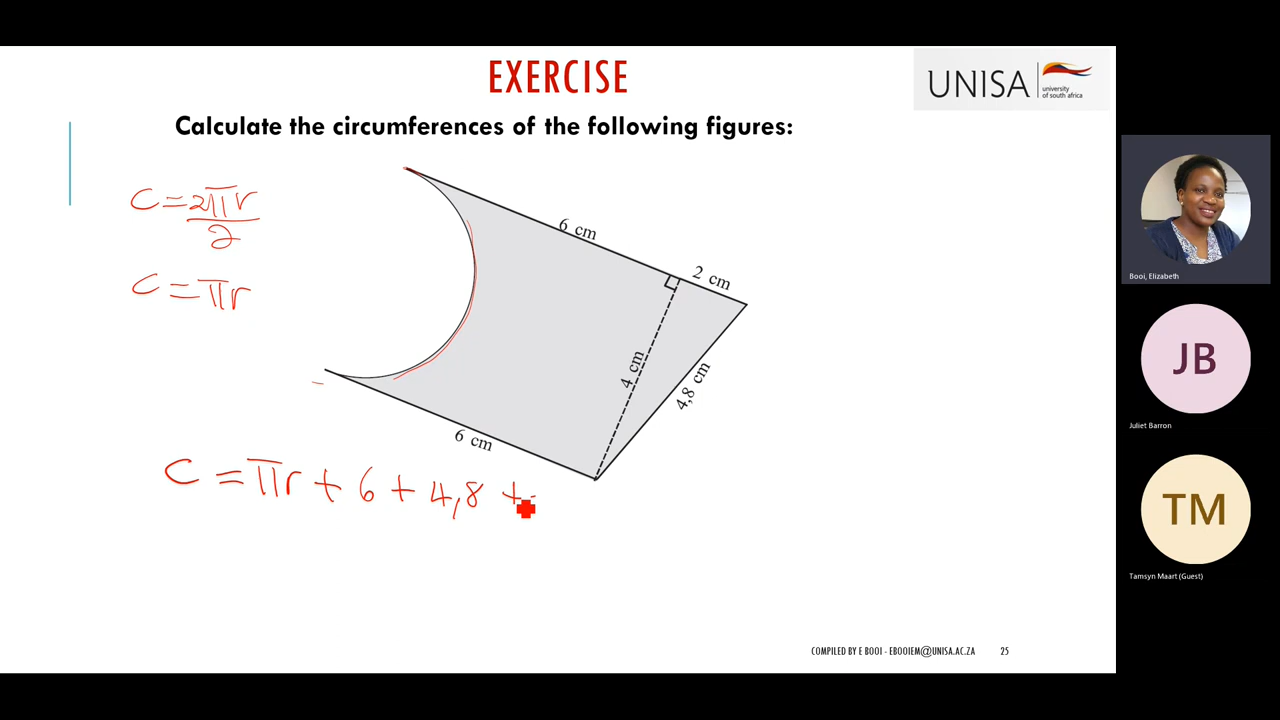 EXERCISE
UNISA
university
of south africa
Calculate the circumferences of the following figures:
C = 2πr
2
C = πr
6 cm
2 cm
4 cm
4,8 cm
6 cm
C = πr + 6 + 4,8 +
COMPILED BY E BOOI - EBOOIEM@UNISA.AC.ZA
25
Booi, Elizabeth
JB
Juliet Barron
TM
Tamsyn Maart (Guest)